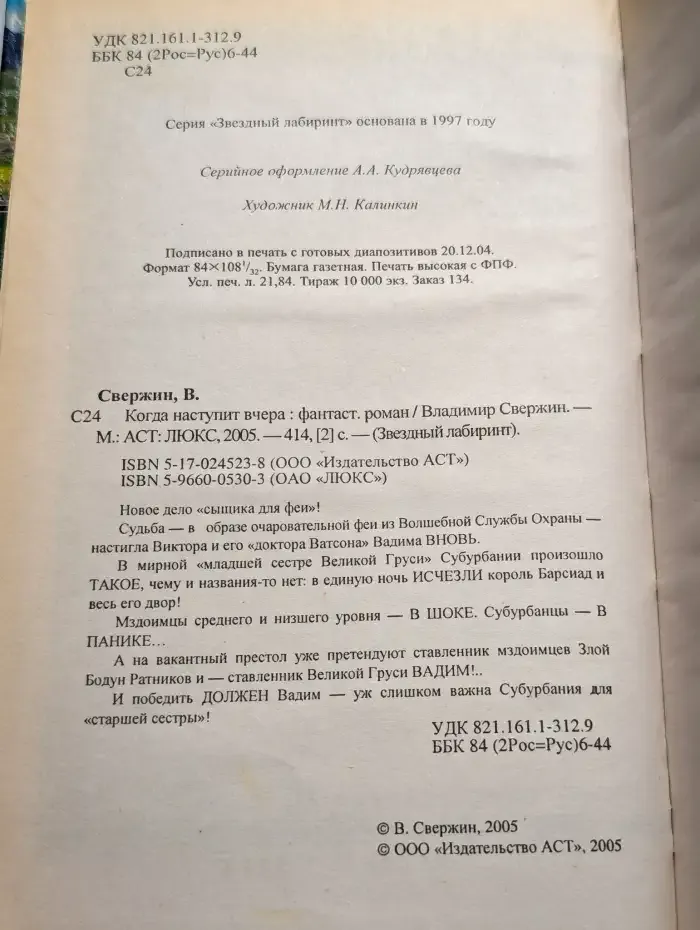 УДК 821.161.1-312.9
ББК 84 (2Рос=Рус)6-44
С24
Серия «Звездный лабиринт» основана в 1997 году
Серийное оформление А.А. Кудрявцева
Художник М.Н. Калинкин
Подписано в печать с готовых диапозитивов 20.12.04.
Формат 84×108¹/₃₂. Бумага газетная. Печать высокая с ФПФ.
Усл. печ. л. 21,84. Тираж 10 000 экз. Заказ 134.
Свержин, В.
С24 Когда наступит вчера : фантаст. роман / Владимир Свержин. —
М.: АСТ: ЛЮКС, 2005. — 414, [2] с. — (Звездный лабиринт).
ISBN 5-17-024523-8 (ООО «Издательство АСТ»)
ISBN 5-9660-0530-3 (ОАО «ЛЮКС»)
Новое дело «сыщика для феи»!
Судьба — в образе очаровательной феи из Волшебной Службы Охраны —
настигла Виктора и его «доктора Ватсона» Вадима ВНОВЬ.
В мирной «младшей сестре Великой Груси» Субурбании произошло
ТАКОЕ, чему и названия-то нет: в единую ночь ИСЧЕЗЛИ король Барсиад и
весь его двор!
Мздоимцы среднего и низшего уровня — В ШОКЕ. Субурбанцы — В
ПАНИКЕ...
А на вакантный престол уже претендуют ставленник мздоимцев Злой
Бодун Ратников и — ставленник Великой Груси ВАДИМ!..
И победить ДОЛЖЕН Вадим — уж слишком важна Субурбания для
«старшей сестры»!
УДК 821.161.1-312.9
ББК 84 (2Рос=Рус)6-44
© В. Свержин, 2005
© ООО «Издательство АСТ», 2005